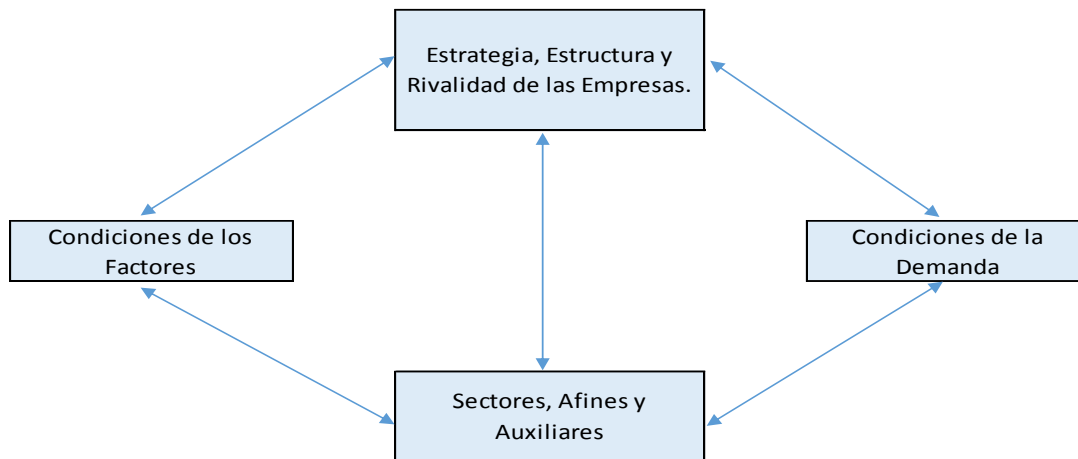 Estrategia, Estructura y
Rivalidad de las Empresas.
Condiciones de los
Factores
Condiciones de la
Demanda
Sectores, Afines y
Auxiliares